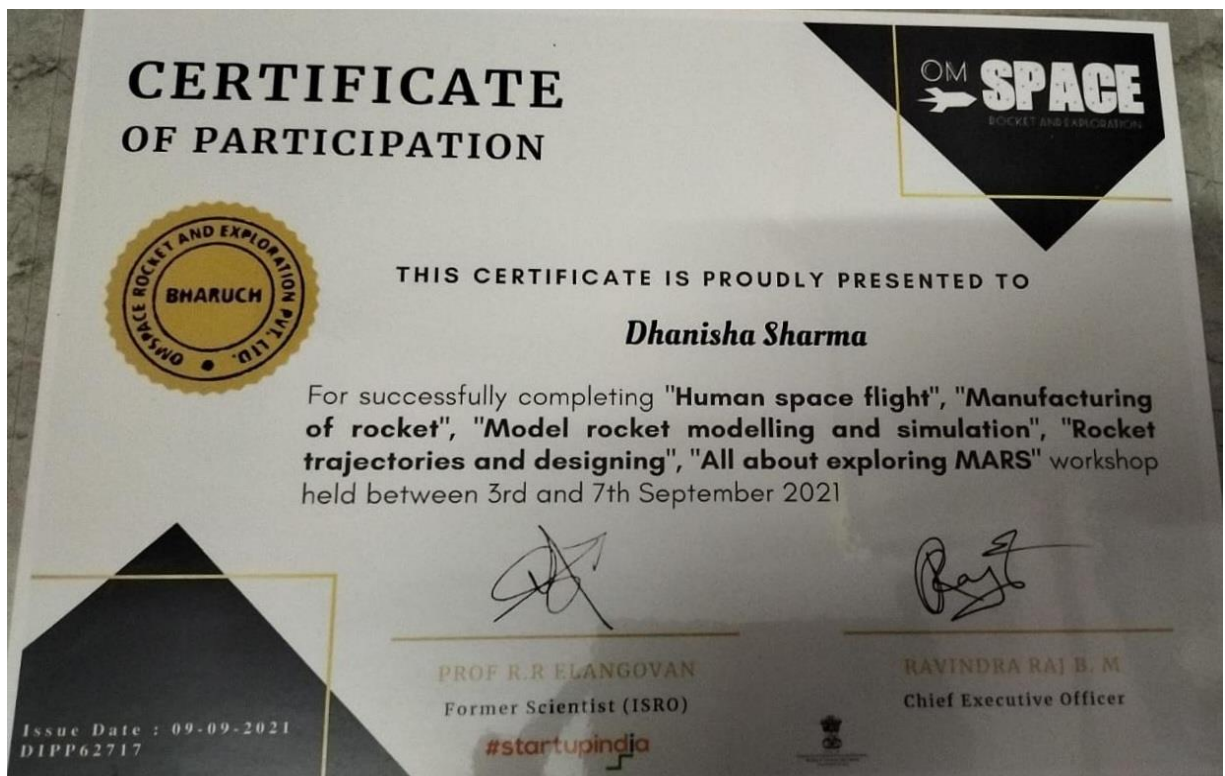 CERTIFICATE
OF PARTICIPATION
OM
SPACE
ROCKET AND EXPLORATION
OMSPACE ROCKET AND EXPLORATION PVT. LTD.
BHARUCH
THIS CERTIFICATE IS PROUDLY PRESENTED TO
Dhanisha Sharma
For successfully completing "Human space flight", "Manufacturing
of rocket", "Model rocket modelling and simulation", "Rocket
trajectories and designing", "All about exploring MARS" workshop
held between 3rd and 7th September 2021
PROF R.R ELANGOVAN
Former Scientist (ISRO)
RAVINDRA RAJ B. M
Chief Executive Officer
#startupindia
Issue Date : 09-09-2021
DIPP62717